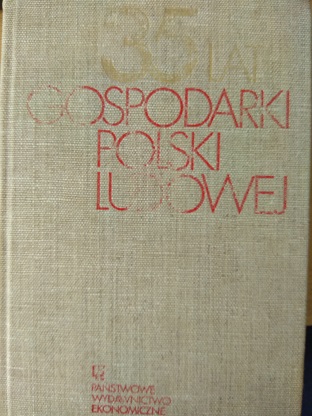 35 LAT
GOSPODARKI
POLSKI
LUDOWEJ
PAŃSTWOWE
WYDAWNICTWO
EKONOMICZNE